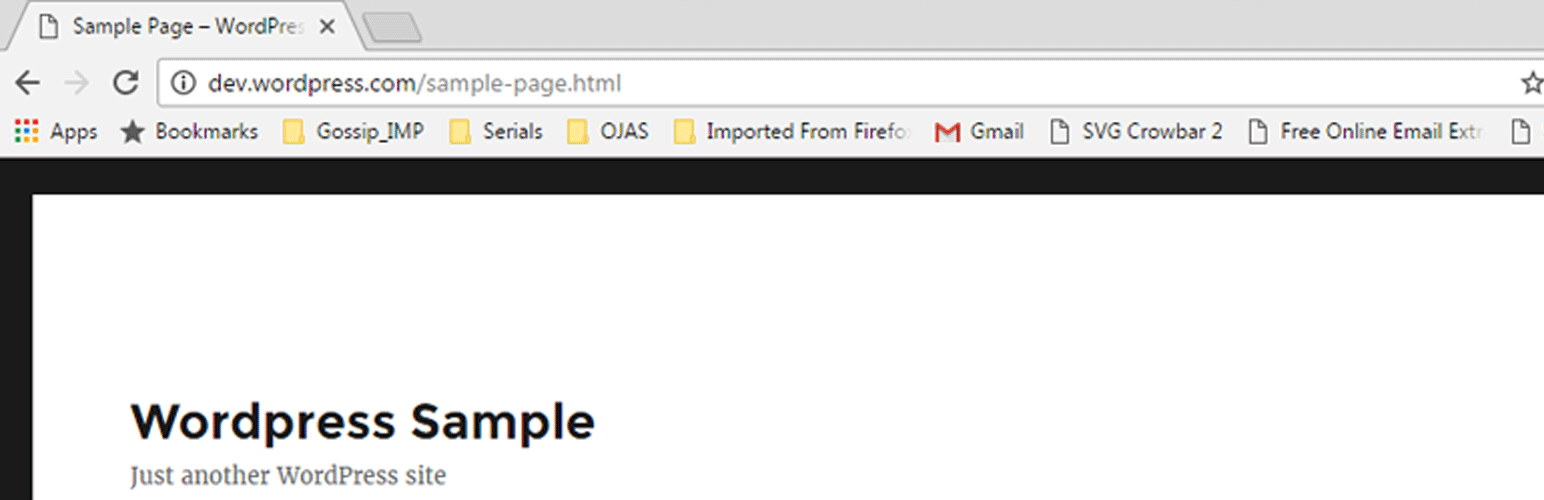 Sample Page – WordPres
dev.wordpress.com/sample-page.html
Apps Bookmarks Gossip_IMP Serials OJAS Imported From Firefo Gmail SVG Crowbar 2 Free Online Email Extr
Wordpress Sample
Just another WordPress site